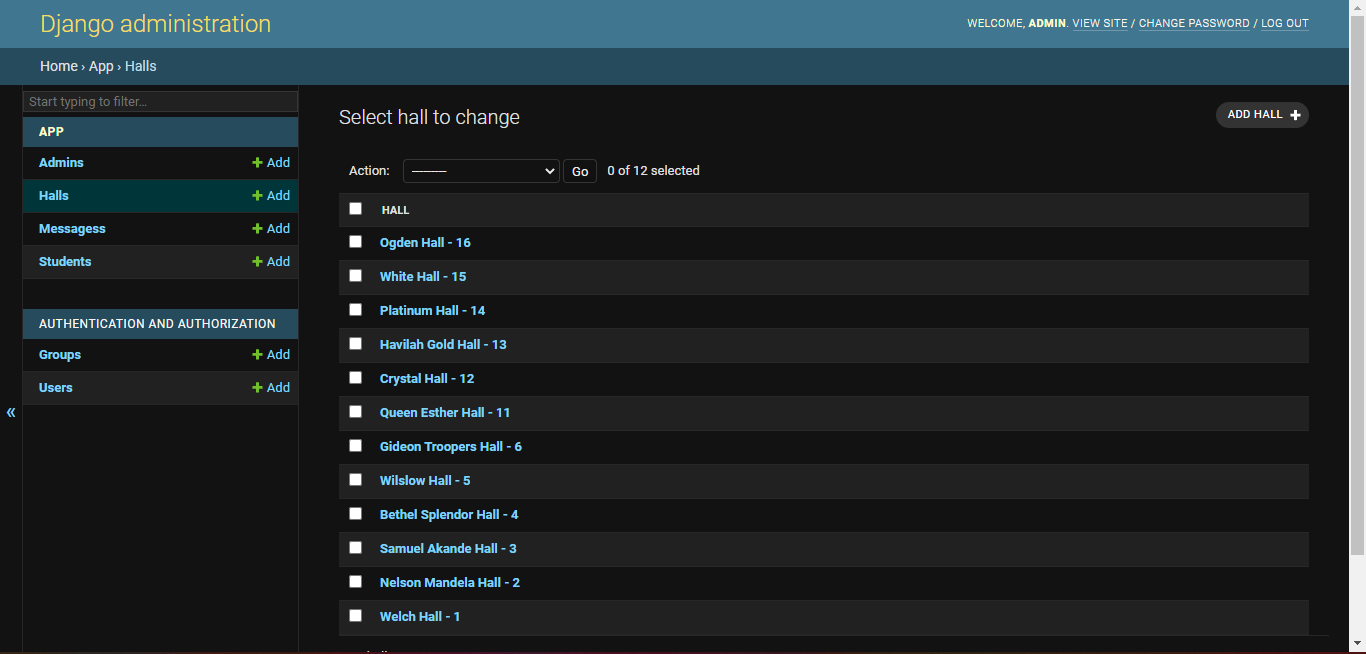 Django administration
WELCOME, ADMIN. VIEW SITE / CHANGE PASSWORD / LOG OUT
Home › App › Halls
Start typing to filter...
APP
Admins + Add
Halls + Add
Messagess + Add
Students + Add
AUTHENTICATION AND AUTHORIZATION
Groups + Add
Users + Add
«
Select hall to change
ADD HALL +
Action: --------- Go 0 of 12 selected
HALL
Ogden Hall - 16
White Hall - 15
Platinum Hall - 14
Havilah Gold Hall - 13
Crystal Hall - 12
Queen Esther Hall - 11
Gideon Troopers Hall - 6
Wilslow Hall - 5
Bethel Splendor Hall - 4
Samuel Akande Hall - 3
Nelson Mandela Hall - 2
Welch Hall - 1